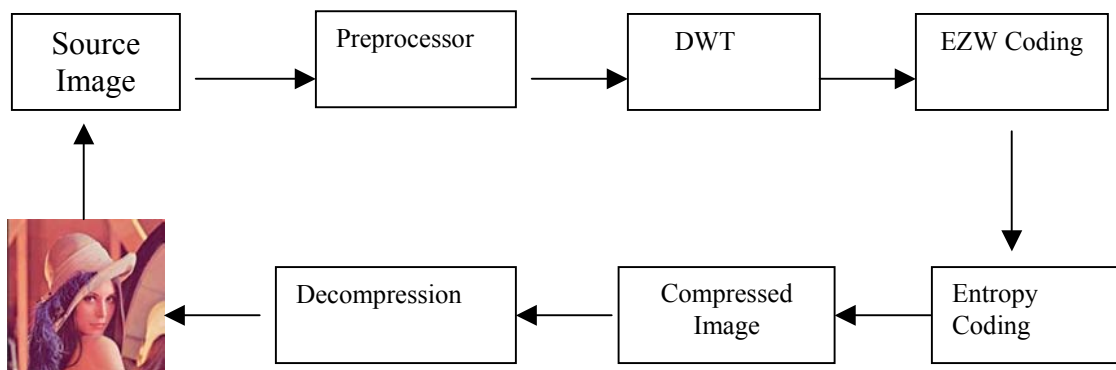 Source
Image
Preprocessor
DWT
EZW Coding
Decompression
Compressed
Image
Entropy
Coding